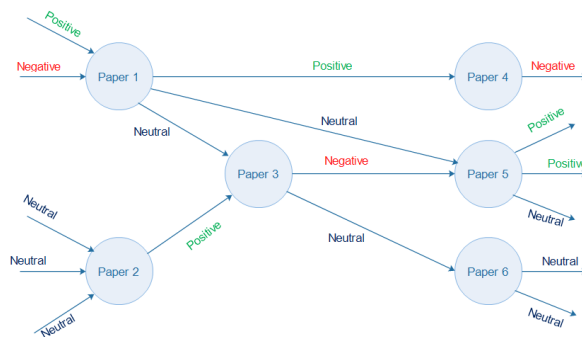 Positive
Negative
Paper 1
Positive
Paper 4
Negative
Neutral
Neutral
Positive
Paper 3
Negative
Paper 5
Positive
Neutral
Neutral
Neutral
Paper 2
Positive
Neutral
Paper 6
Neutral
Neutral
Neutral